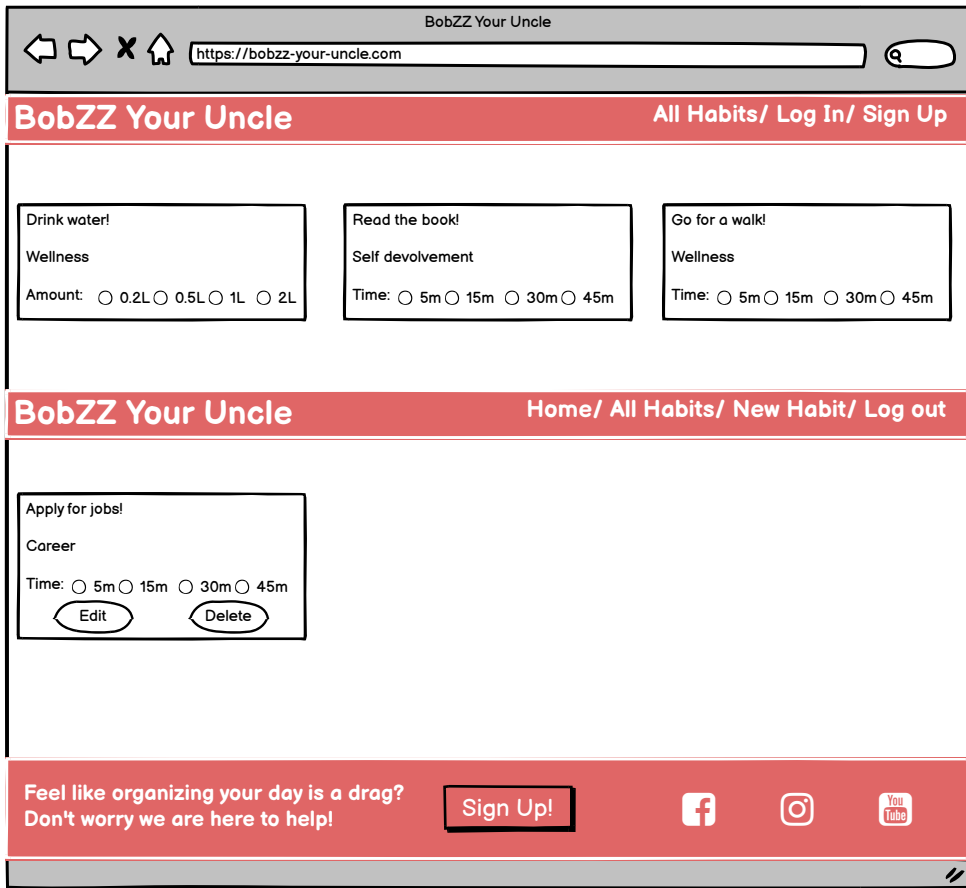 BobZZ Your Uncle
https://bobzz-your-uncle.com
BobZZ Your Uncle
All Habits/ Log In/ Sign Up
Drink water!
Wellness
Amount: 0.2L 0.5L 1L 2L
Read the book!
Self devolvement
Time: 5m 15m 30m 45m
Go for a walk!
Wellness
Time: 5m 15m 30m 45m
BobZZ Your Uncle
Home/ All Habits/ New Habit/ Log out
Apply for jobs!
Career
Time: 5m 15m 30m 45m
Edit Delete
Feel like organizing your day is a drag?
Don't worry we are here to help!
Sign Up!
You
Tube